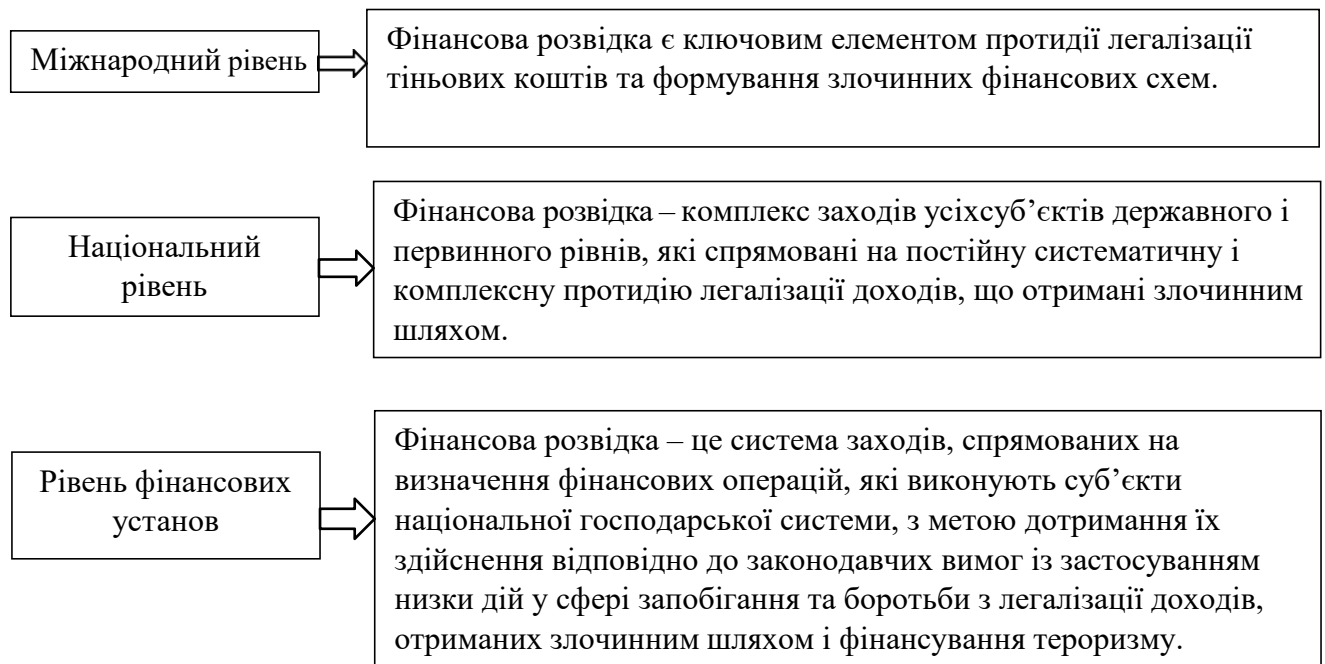 Міжнародний рівень
Фінансова розвідка є ключовим елементом протидії легалізації
тіньових коштів та формування злочинних фінансових схем.
Національний
рівень
Фінансова розвідка – комплекс заходів усіхсуб’єктів державного і
первинного рівнів, які спрямовані на постійну систематичну і
комплексну протидію легалізації доходів, що отримані злочинним
шляхом.
Рівень фінансових
установ
Фінансова розвідка – це система заходів, спрямованих на
визначення фінансових операцій, які виконують суб’єкти
національної господарської системи, з метою дотримання їх
здійснення відповідно до законодавчих вимог із застосуванням
низки дій у сфері запобігання та боротьби з легалізації доходів,
отриманих злочинним шляхом і фінансування тероризму.